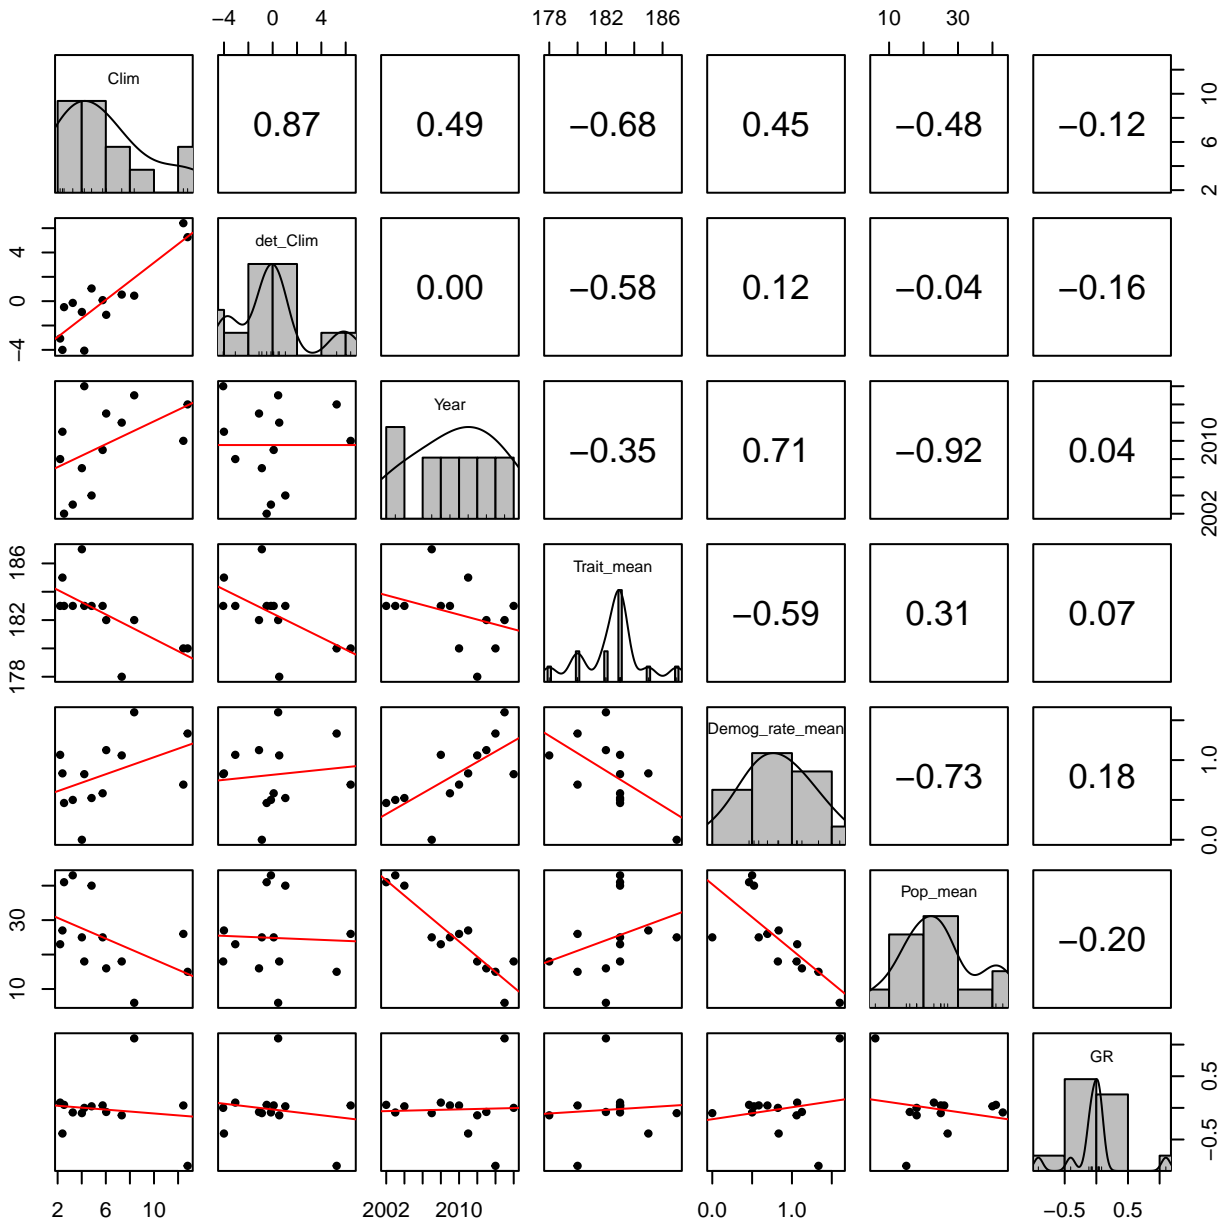 −4 0 4 178 182 186 10 30
Clim 0.87 0.49 −0.68 0.45 −0.48 −0.12 2 6 10
−4 0 4 det_Clim 0.00 −0.58 0.12 −0.04 −0.16
Year −0.35 0.71 −0.92 0.04 2002 2010
178 182 186 Trait_mean −0.59 0.31 0.07
Demog_rate_mean −0.73 0.18 0.0 1.0
10 30 Pop_mean −0.20
GR −0.5 0.5
2 6 10 2002 2010 0.0 1.0 −0.5 0.5